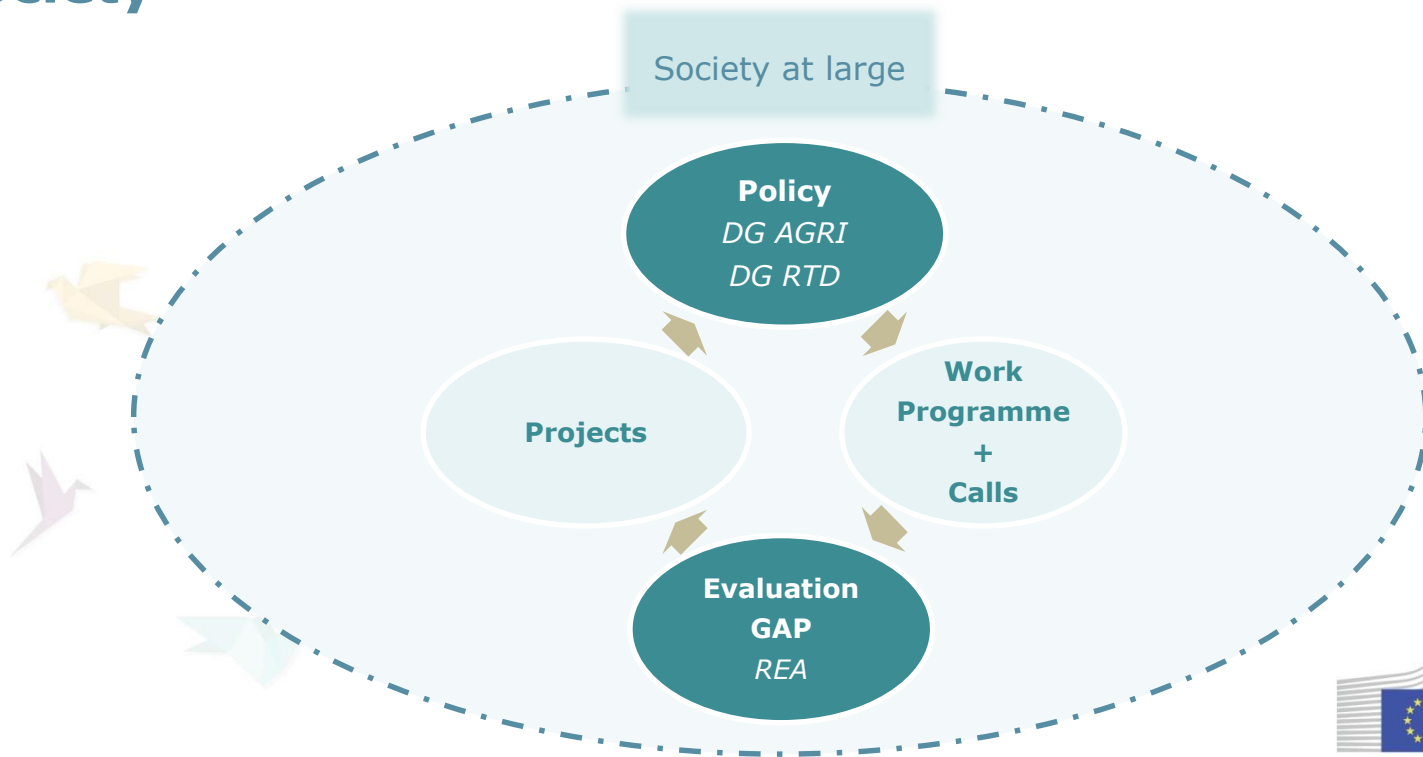 Society at large
Policy
DG AGRI
DG RTD
Projects
Work
Programme
+
Calls
Evaluation
GAP
REA